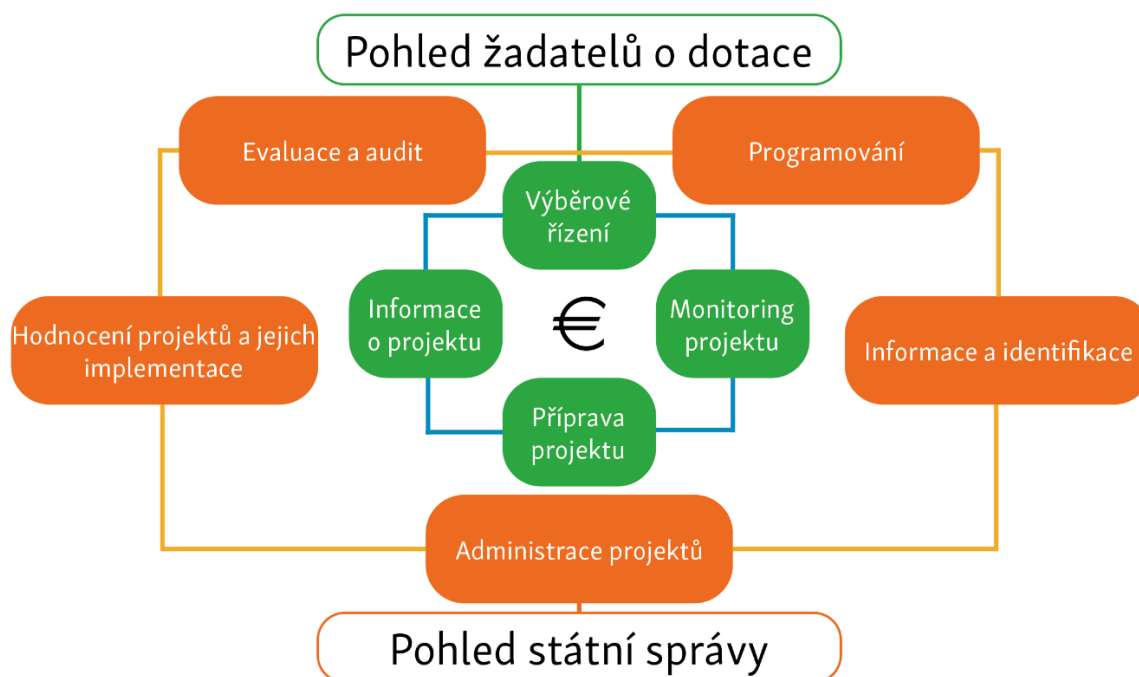 Pohled žadatelů o dotace
Evaluace a audit
Programování
Výběrové
řízení
Informace
o projektu
€
Monitoring
projektu
Hodnocení projektů a jejich
implementace
Informace a identifikace
Příprava
projektu
Administrace projektů
Pohled státní správy